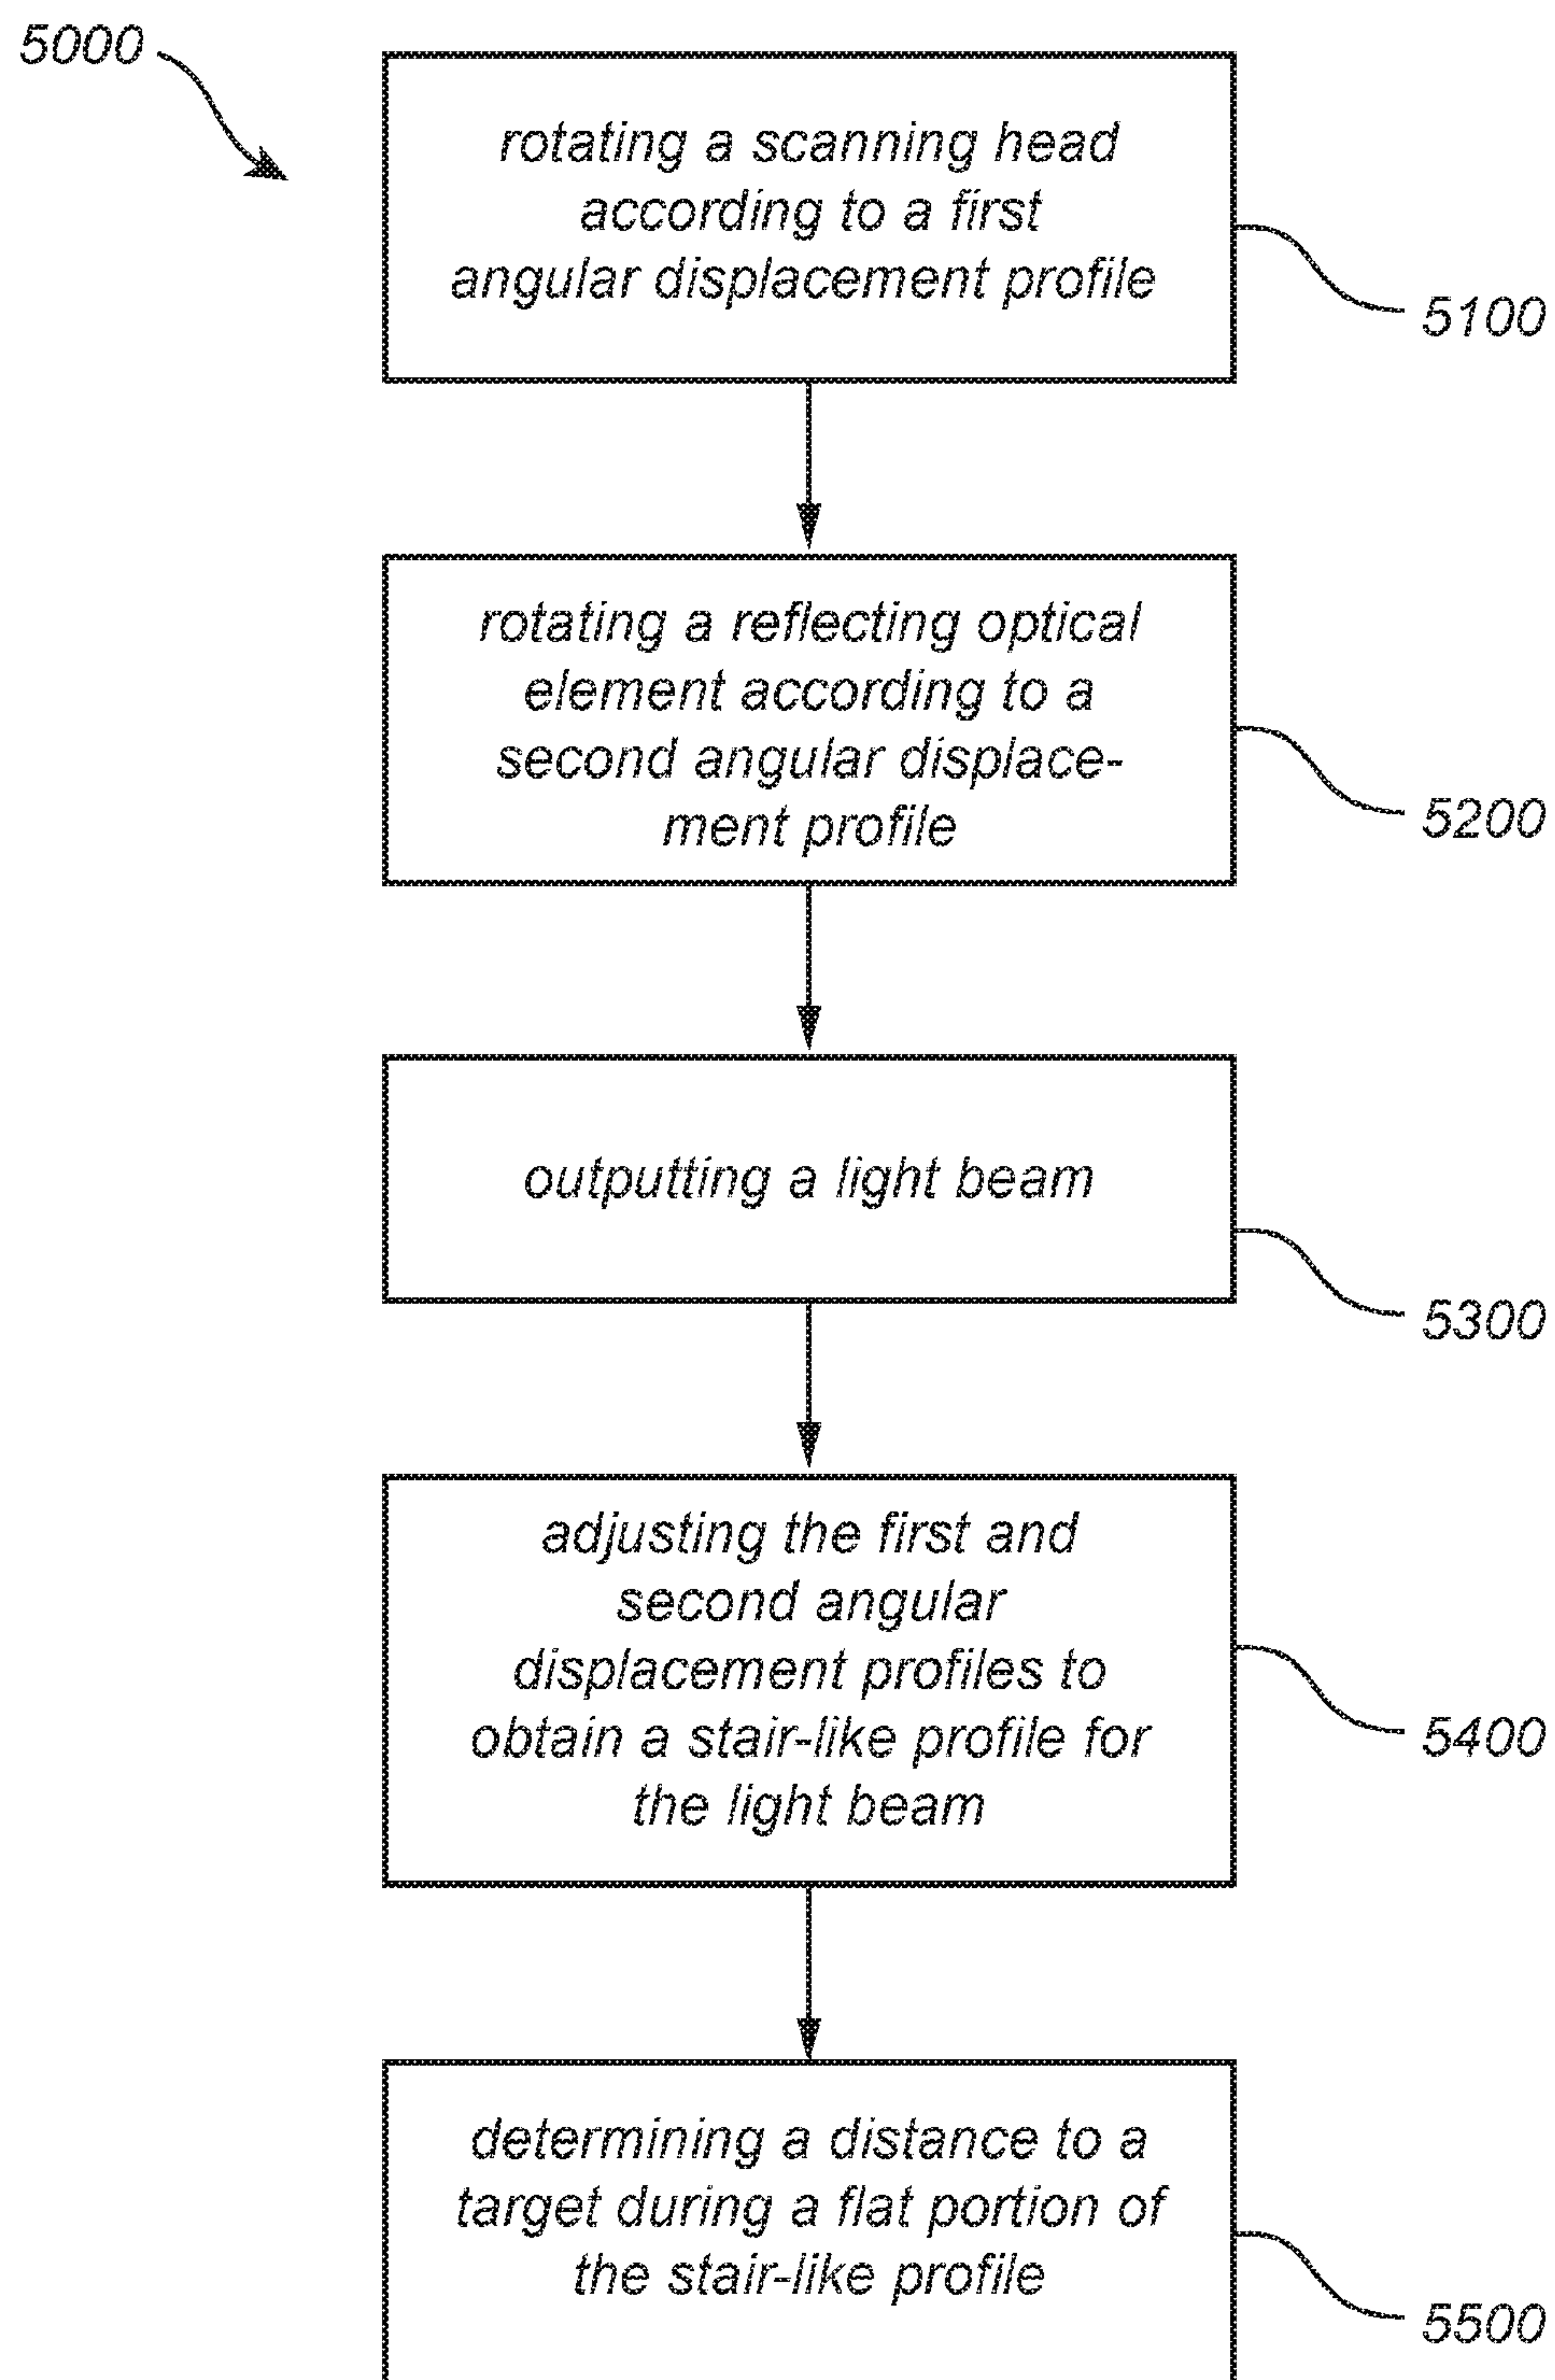 5000
rotating a scanning head
according to a first
angular displacement profile
5100
rotating a reflecting optical
element according to a
second angular displace-
ment profile
5200
outputting a light beam
5300
adjusting the first and
second angular
displacement profiles to
obtain a stair-like profile for
the light beam
5400
determining a distance to a
target during a flat portion of
the stair-like profile
5500